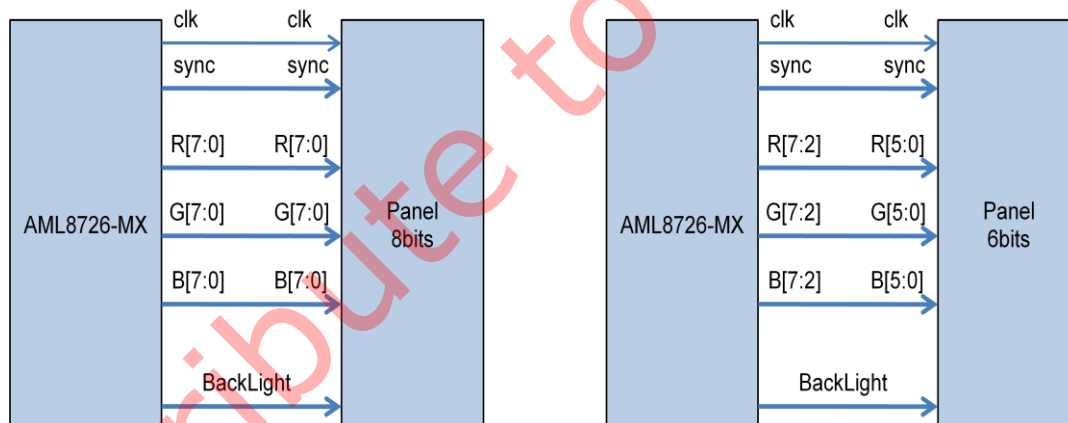 clk clk
sync sync
R[7:0] R[7:0]
AML8726-MX
G[7:0] G[7:0]
Panel
8bits
B[7:0] B[7:0]
BackLight
clk clk
sync sync
R[7:2] R[5:0]
AML8726-MX
G[7:2] G[5:0]
Panel
6bits
B[7:2] B[5:0]
BackLight
ribute to